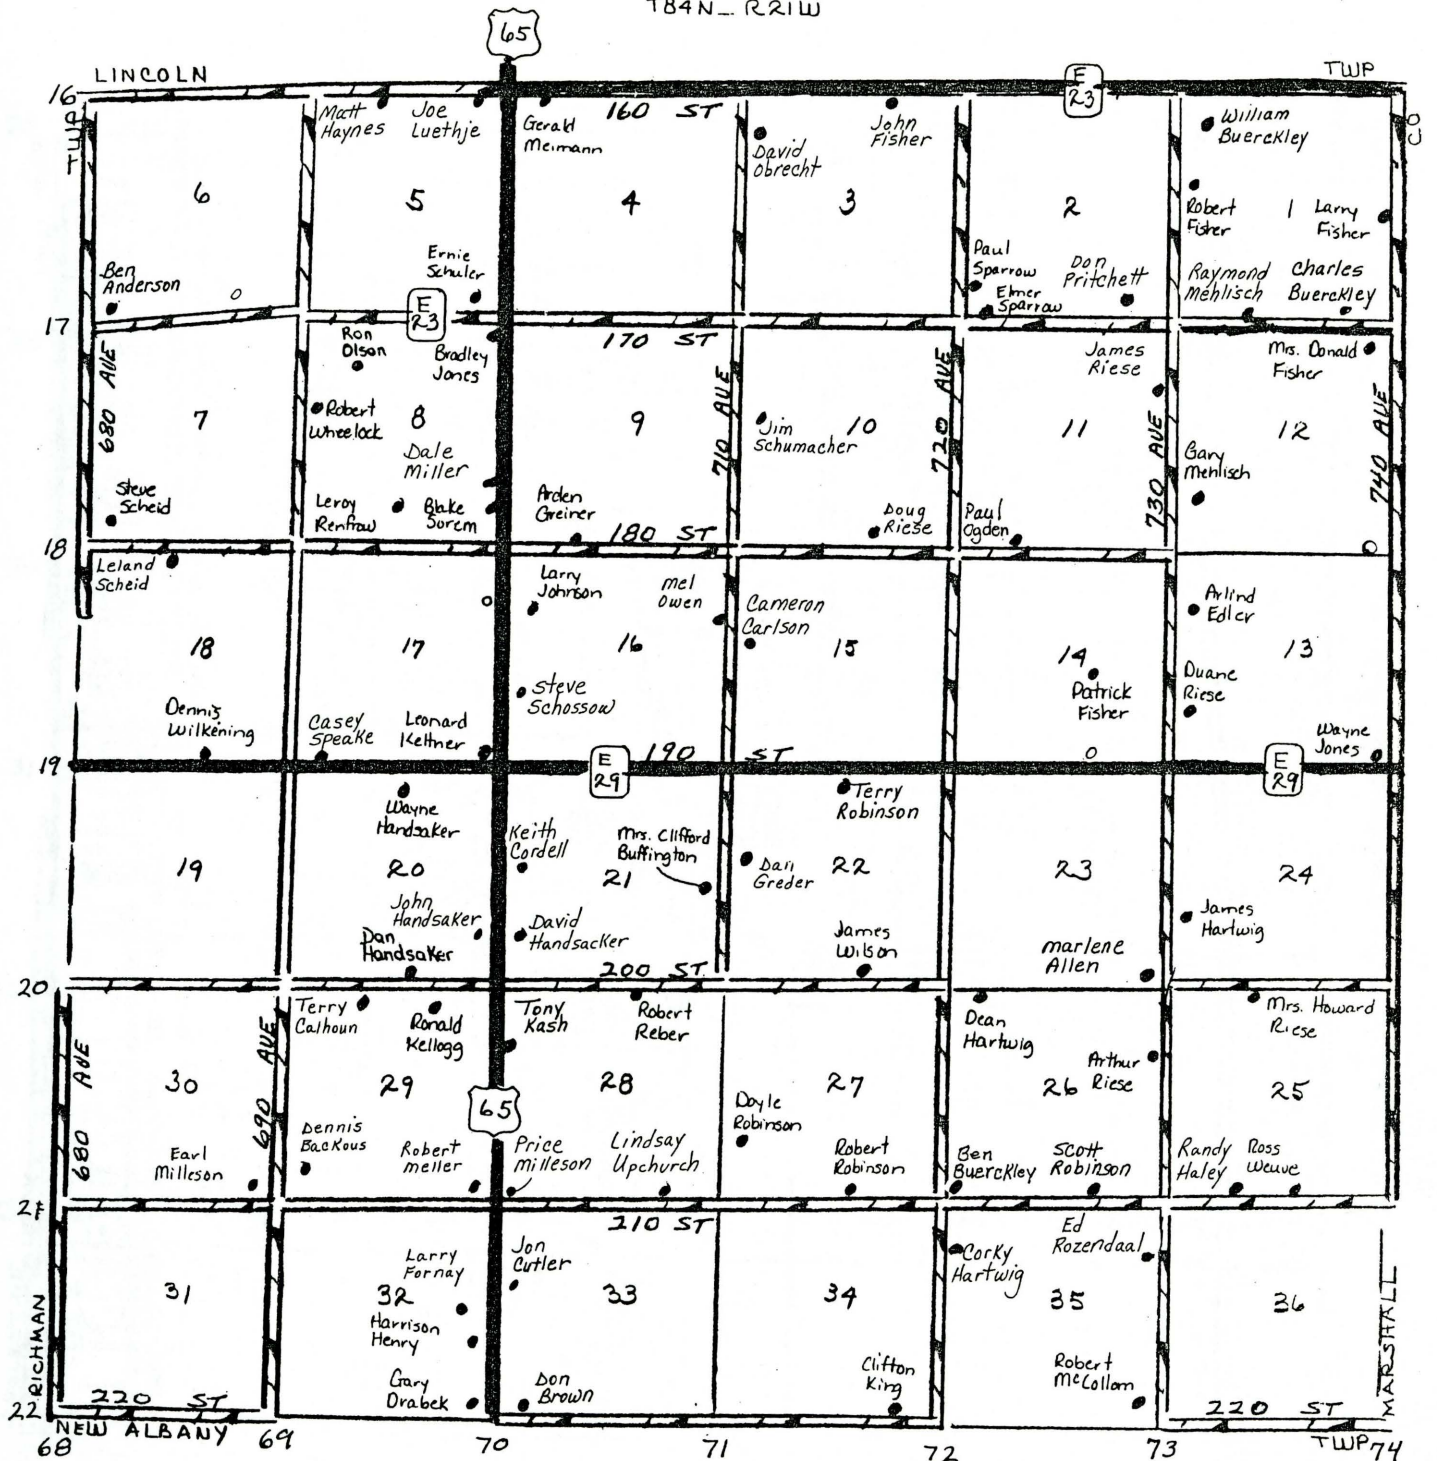 T84N_R21W
65
LINCOLN
TWP
16
TWP
CO
E
23
160 ST
Matt
Haynes
Joe
Luethje
Gerald
Meimann
David
Obrecht
John
Fisher
William
Buerckley
6
5
4
3
2
1
Robert
Fisher
Larry
Fisher
Ben
Anderson
Ernie
Schuler
Paul
Sparrow
Elmer
Sparrow
Don
Pritchett
Raymond
Mehlisch
Charles
Buerckley
17
E
23
170 ST
680 AVE
Ron
Olson
Bradley
Jones
James
Riese
Mrs. Donald
Fisher
710 AVE
720 AVE
730 AVE
740 AVE
7
Robert
Wheelock
8
9
Jim
Schumacher
10
11
12
Dale
Miller
Gary
Mehlisch
Steve
Scheid
Leroy
Renfrow
Blake
Sorem
Arden
Greiner
Doug
Riese
Paul
Ogden
18
180 ST
Leland
Scheid
Larry
Johnson
Mel
Owen
Cameron
Carlson
Arlind
Edler
18
17
16
15
14
13
Steve
Schossow
Patrick
Fisher
Duane
Riese
Dennis
Wilkening
Casey
Speake
Leonard
Kettner
Wayne
Jones
19
190 ST
E
29
E
29
Wayne
Handsaker
Keith
Cordell
Mrs. Clifford
Buffington
Terry
Robinson
19
20
21
Dan
Greder
22
23
24
John
Handsaker
Dan
Handsaker
David
Handsacker
James
Wilson
Marlene
Allen
James
Hartwig
20
200 ST
Terry
Calhoun
Ronald
Kellogg
Tony
Kash
Robert
Reber
Dean
Hartwig
Mrs. Howard
Riese
Arthur
Riese
680 AVE
690 AVE
30
29
65
28
27
26
25
Doyle
Robinson
Earl
Milleson
Dennis
Backous
Robert
Meller
Price
Milleson
Lindsay
Upchurch
Robert
Robinson
Ben
Buerckley
Scott
Robinson
Randy
Haley
Ross
Weuve
21
210 ST
Larry
Fornay
Jon
Cutler
Corky
Hartwig
Ed
Rozendaal
31
32
33
34
35
36
Harrison
Henry
RICHMAN
MARSHALL
Gary
Drabek
Don
Brown
Clifton
King
Robert
McCollom
22
220 ST
220 ST
NEW ALBANY
TWP
68
69
70
71
72
73
74